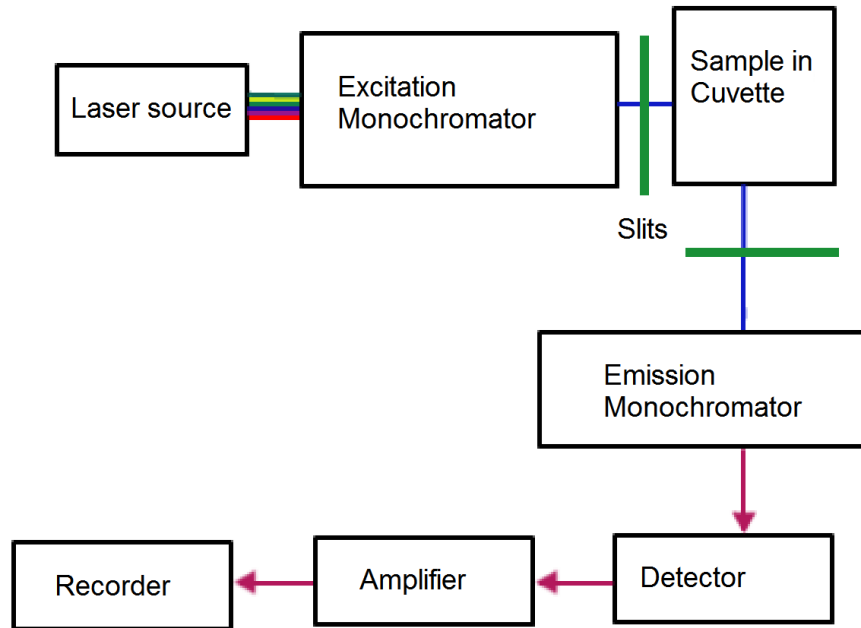 Laser source
Excitation
Monochromator
Sample in
Cuvette
Slits
Emission
Monochromator
Detector
Amplifier
Recorder